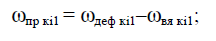 ωпр кі1 = ωдеф кі1–ωвя кі1;